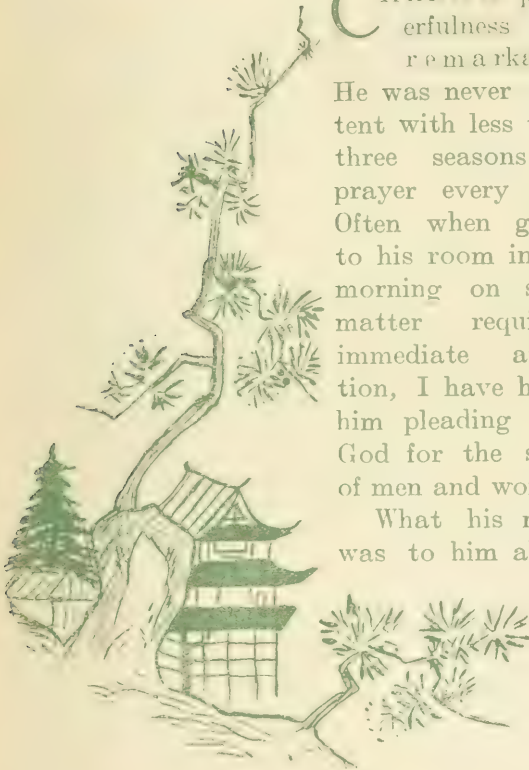 C
erfulness
remarka
He was never
tent with less
three seasons
prayer every
Often when g
to his room in
morning on s
matter requi
immediate a
tion, I have h
him pleading
God for the s
of men and wo
What his
was to him a